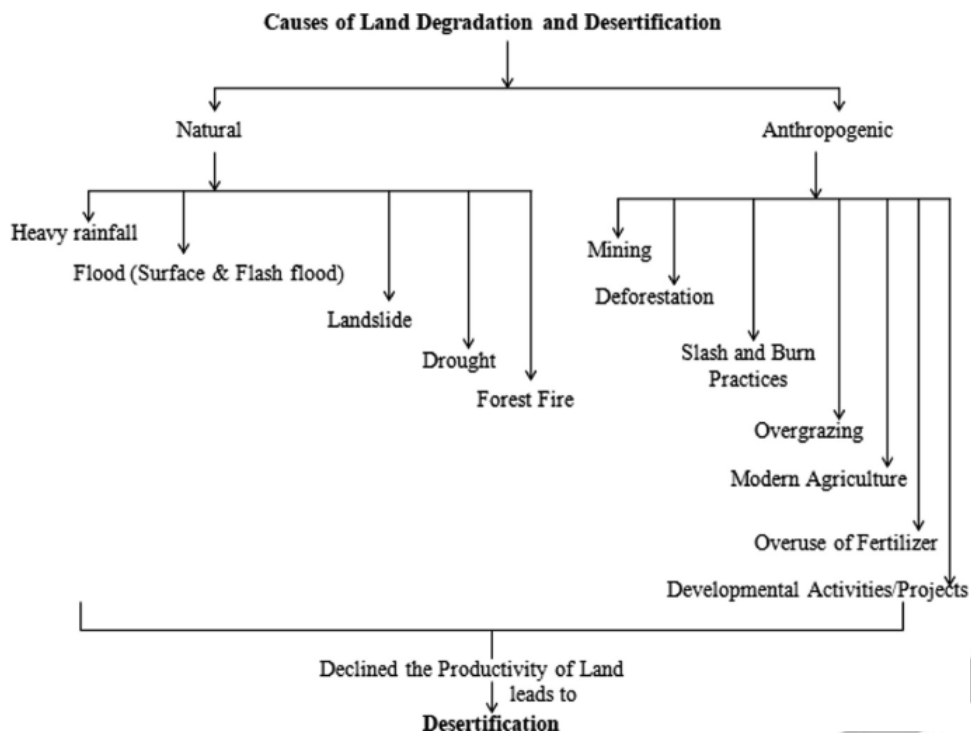 Causes of Land Degradation and Desertification
Natural
Anthropogenic
Heavy rainfall
Flood (Surface & Flash flood)
Landslide
Drought
Forest Fire
Mining
Deforestation
Slash and Burn
Practices
Overgrazing
Modern Agriculture
Overuse of Fertilizer
Developmental Activities/Projects
Declined the Productivity of Land
leads to
Desertification